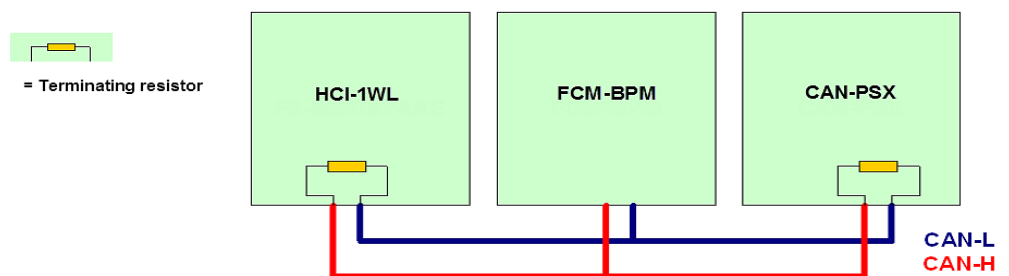 = Terminating resistor
HCI-1WL
FCM-BPM
CAN-PSX
CAN-L
CAN-H